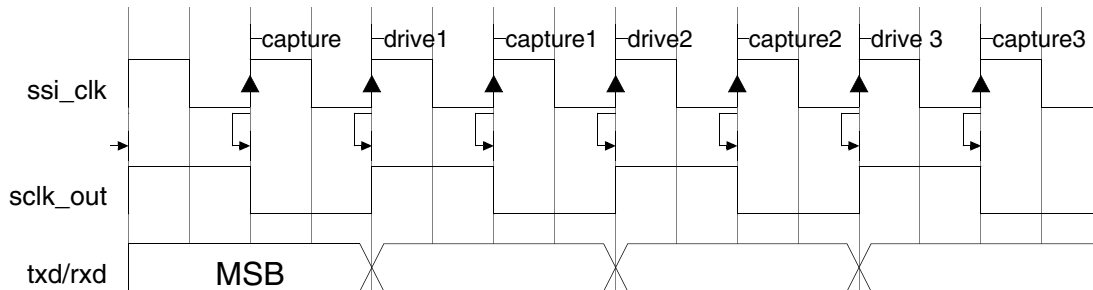 capture drive1 capture1 drive2 capture2 drive 3 capture3
ssi_clk
sclk_out
txd/rxd MSB